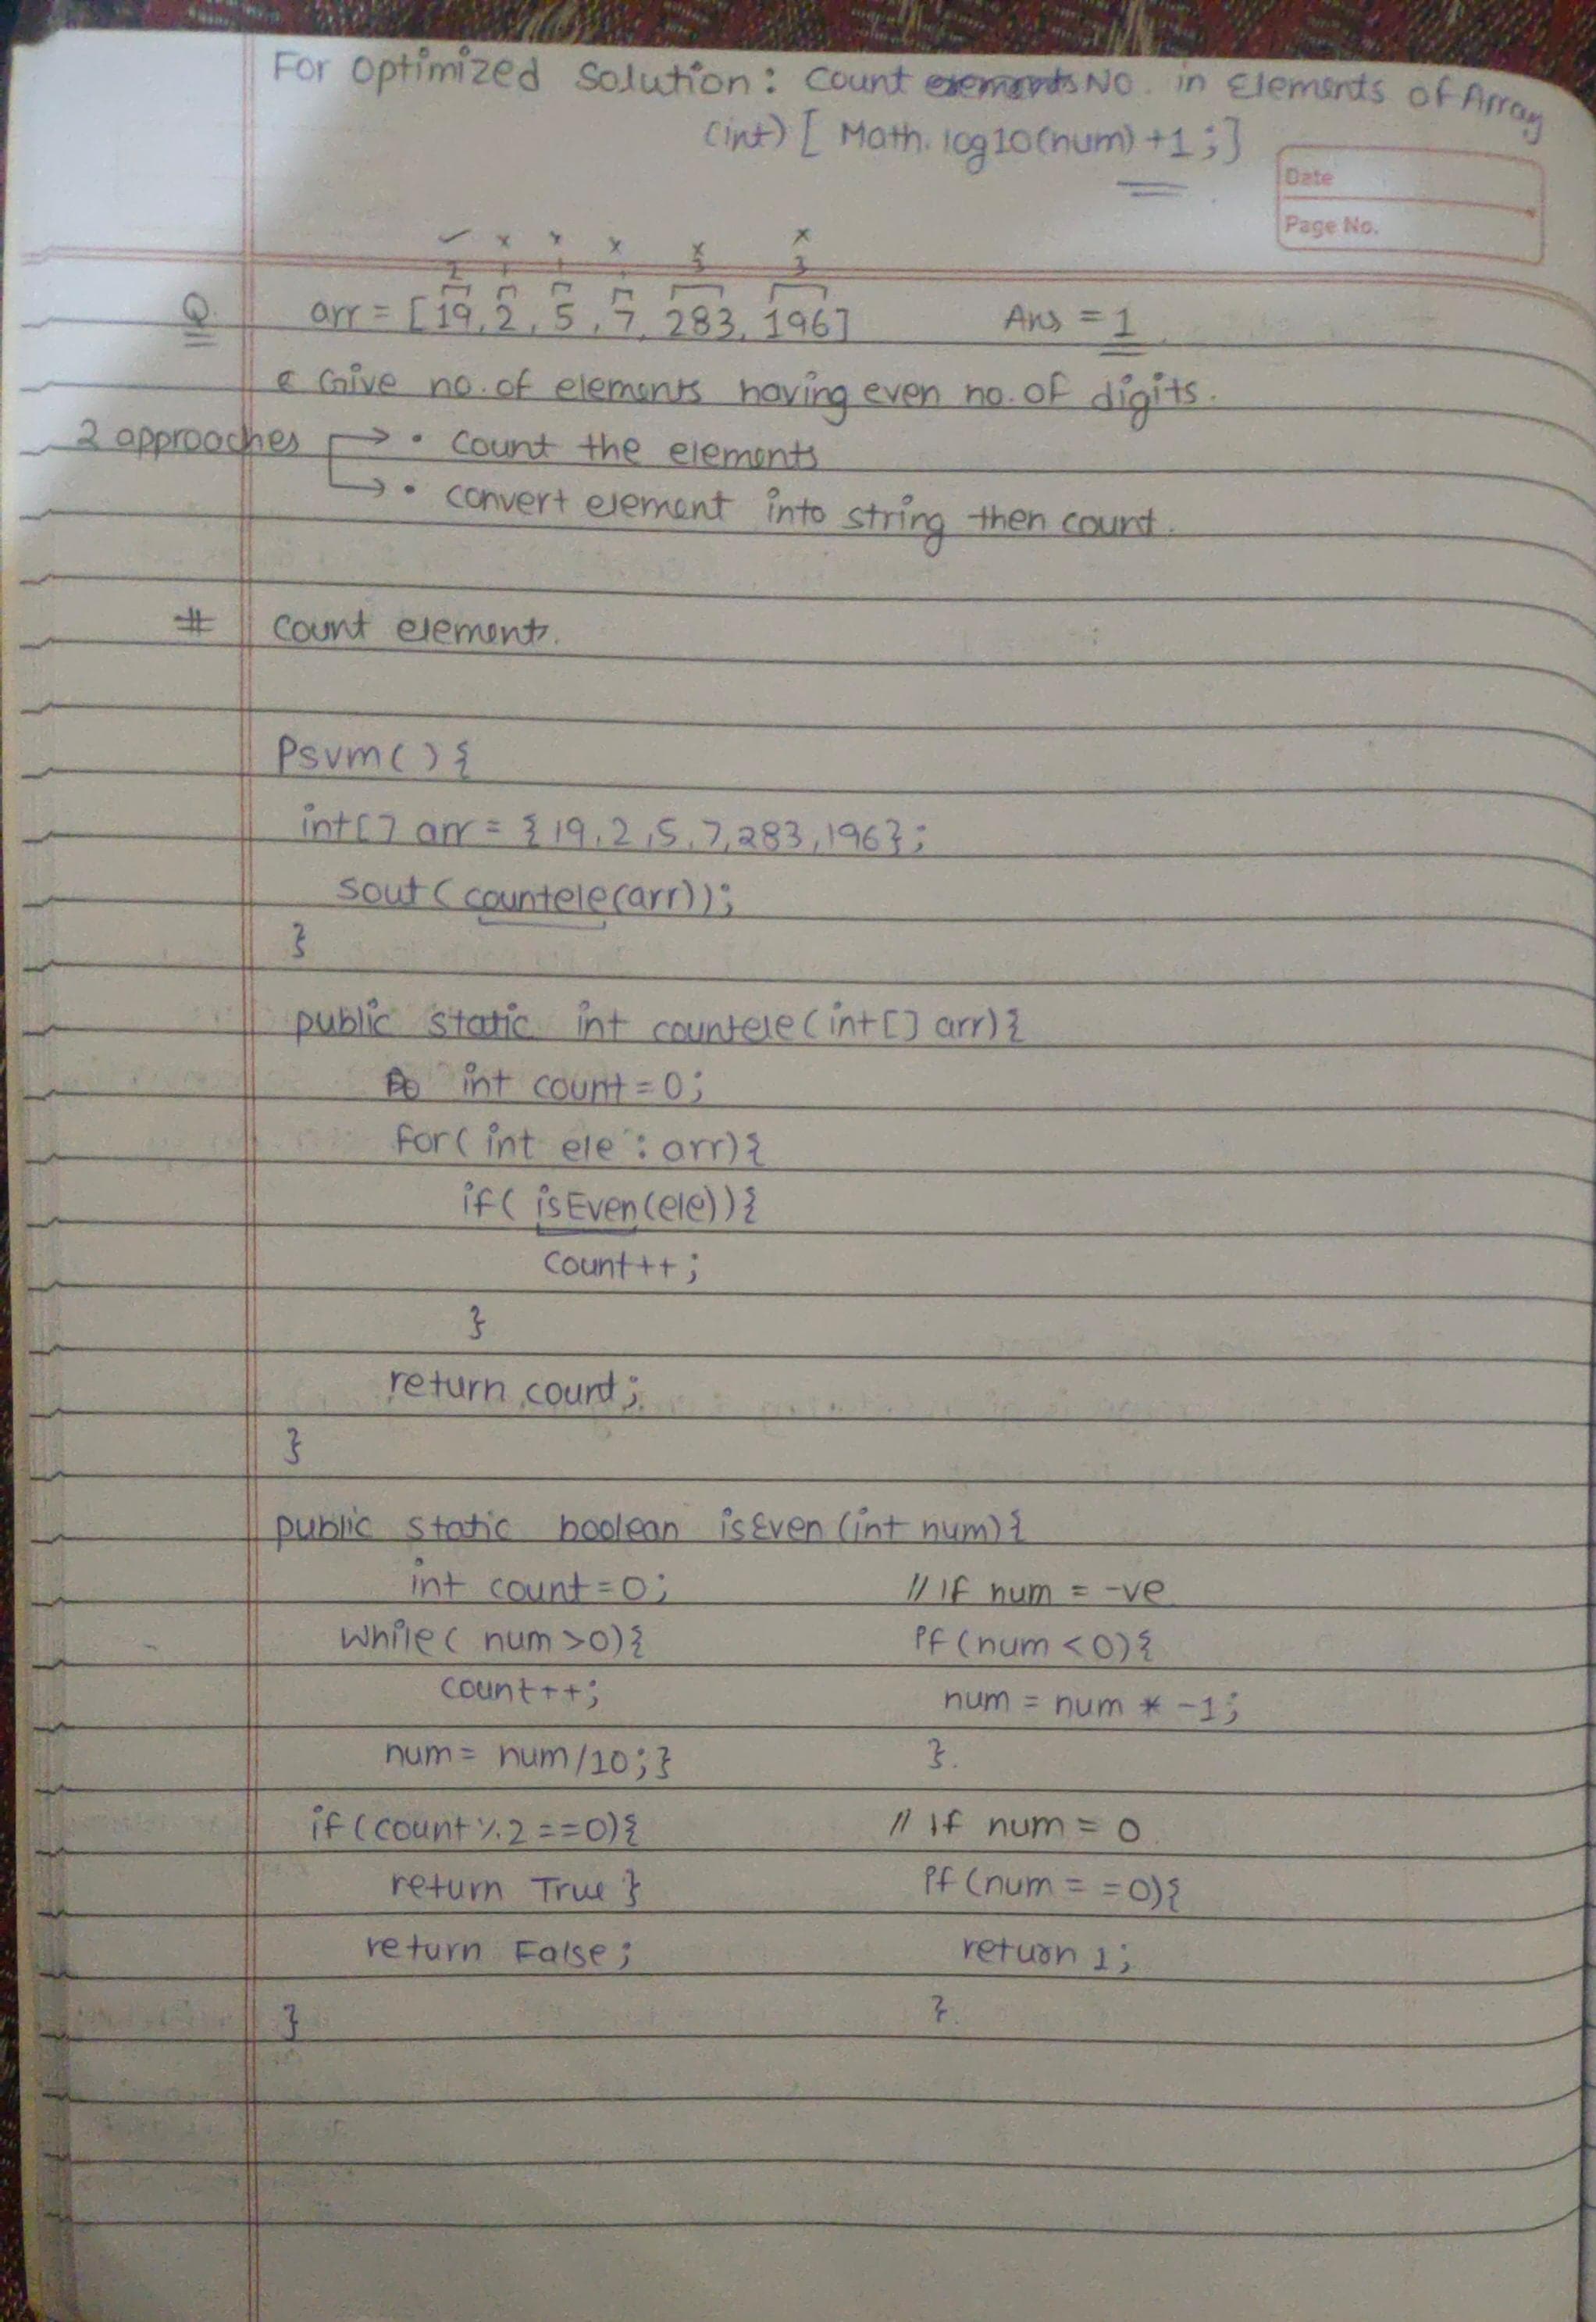 For Optimized Solution: Count No. in Elements of Array
(int) [ Math.log10(num) +1 ; ]
Date
Page No.
✓ x x x x x
2 1 1 1 3 3
Q. arr = [19, 2, 5, 7, 283, 196] Ans = 1
Give no. of elements having even no. of digits.
2 approaches → • Count the elements
→ • convert element into string then count.
# Count element.
Psvm() {
int[] arr = {19, 2, 5, 7, 283, 196};
sout(countele(arr));
}
public static int countele(int[] arr){
int count = 0;
for(int ele : arr){
if( isEven(ele)){
count++;
}
return count;
}
public static boolean isEven (int num){
int count = 0; // If num = -ve
while( num > 0){ if (num < 0){
count++; num = num * -1;
num = num/10;} }.
if (count % 2 == 0){ // If num = 0
return True } if (num = = 0){
return False; return 1;
} }.